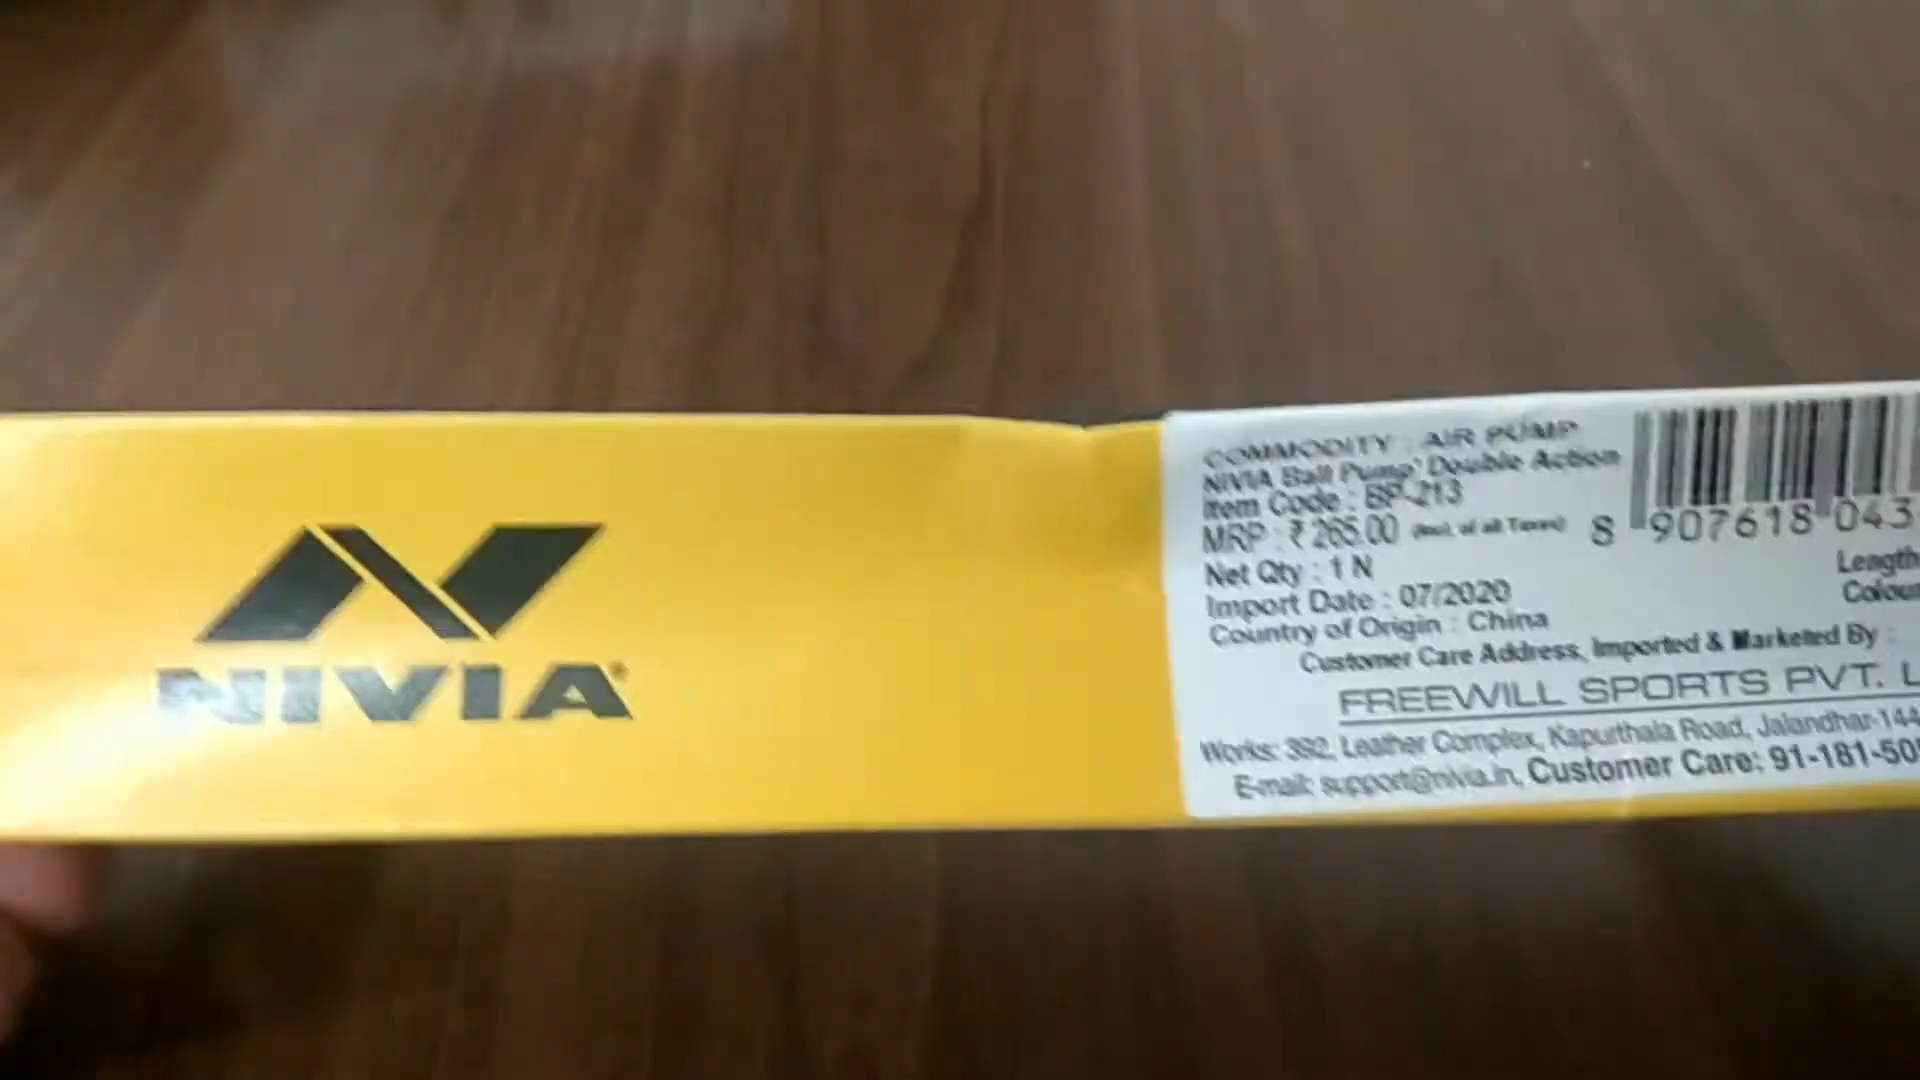 NIVIA
COMMODITY : AIR PUMP
NIVIA Ball Pump' Double Action
Item Code : BP-213
MRP : ₹ 265.00 (Incl. of all Taxes)
Net Qty : 1 N
Import Date : 07/2020
Country of Origin : China
8 907618 043
Length
Colour
Customer Care Address, Imported & Marketed By :
FREEWILL SPORTS PVT. L
Works: 392, Leather Complex, Kapurthala Road, Jalandhar-144
E-mail: support@nivia.in, Customer Care: 91-181-50